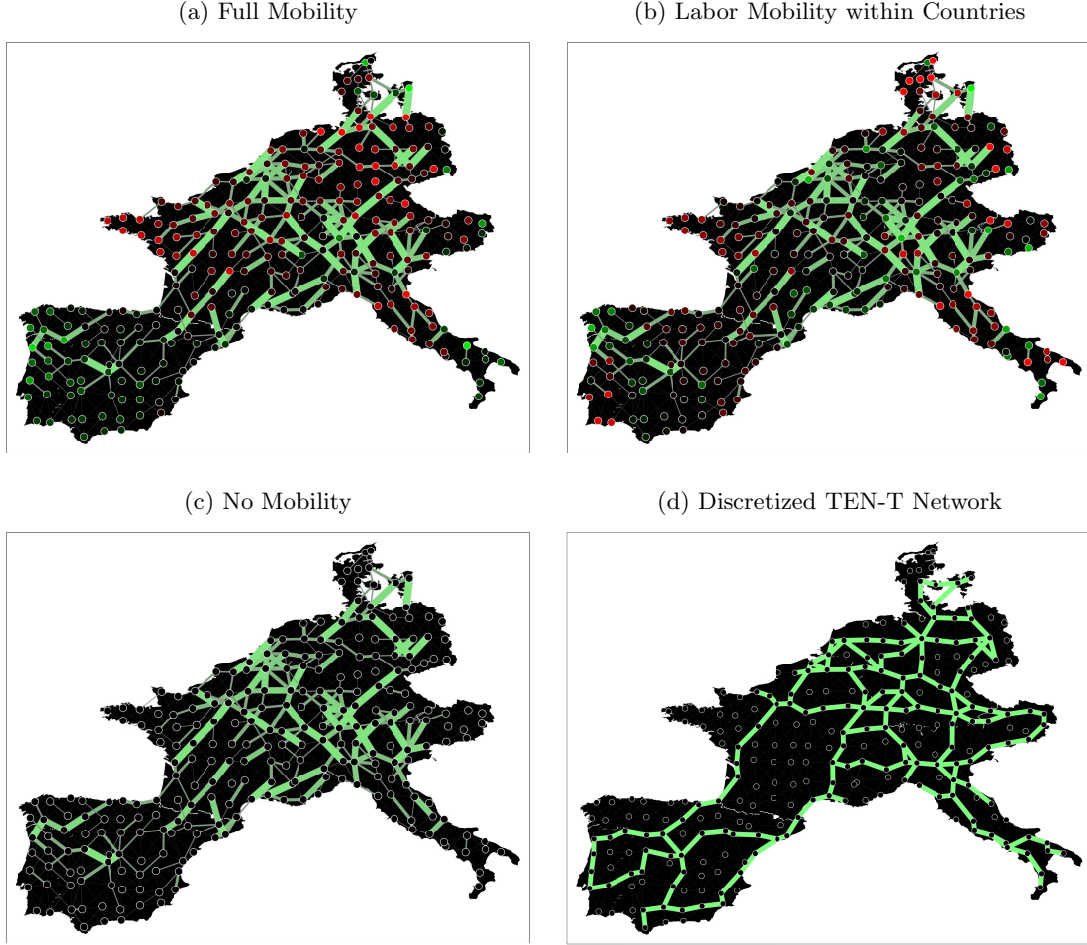 (a) Full Mobility
(b) Labor Mobility within Countries
(c) No Mobility
(d) Discretized TEN-T Network